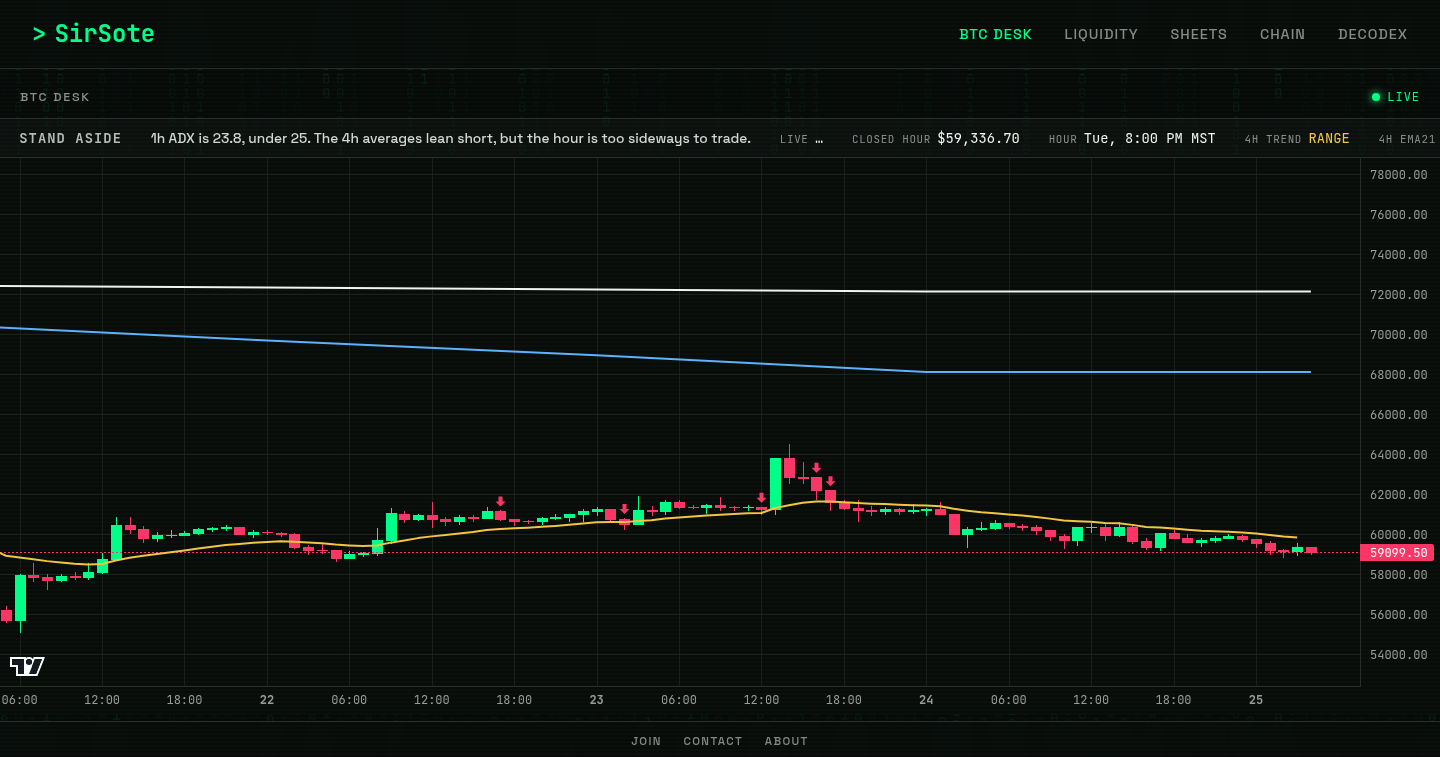 > SirSote
BTC DESK LIQUIDITY SHEETS CHAIN DECODEX
BTC DESK
LIVE
STAND ASIDE 1h ADX is 23.8, under 25. The 4h averages lean short, but the hour is too sideways to trade. LIVE … CLOSED HOUR $59,336.70 HOUR Tue, 8:00 PM MST 4H TREND RANGE 4H EMA21
78000.00
76000.00
74000.00
72000.00
70000.00
68000.00
66000.00
64000.00
62000.00
60000.00
59099.50
58000.00
56000.00
54000.00
06:00 12:00 18:00 22 06:00 12:00 18:00 23 06:00 12:00 18:00 24 06:00 12:00 18:00 25
JOIN CONTACT ABOUT